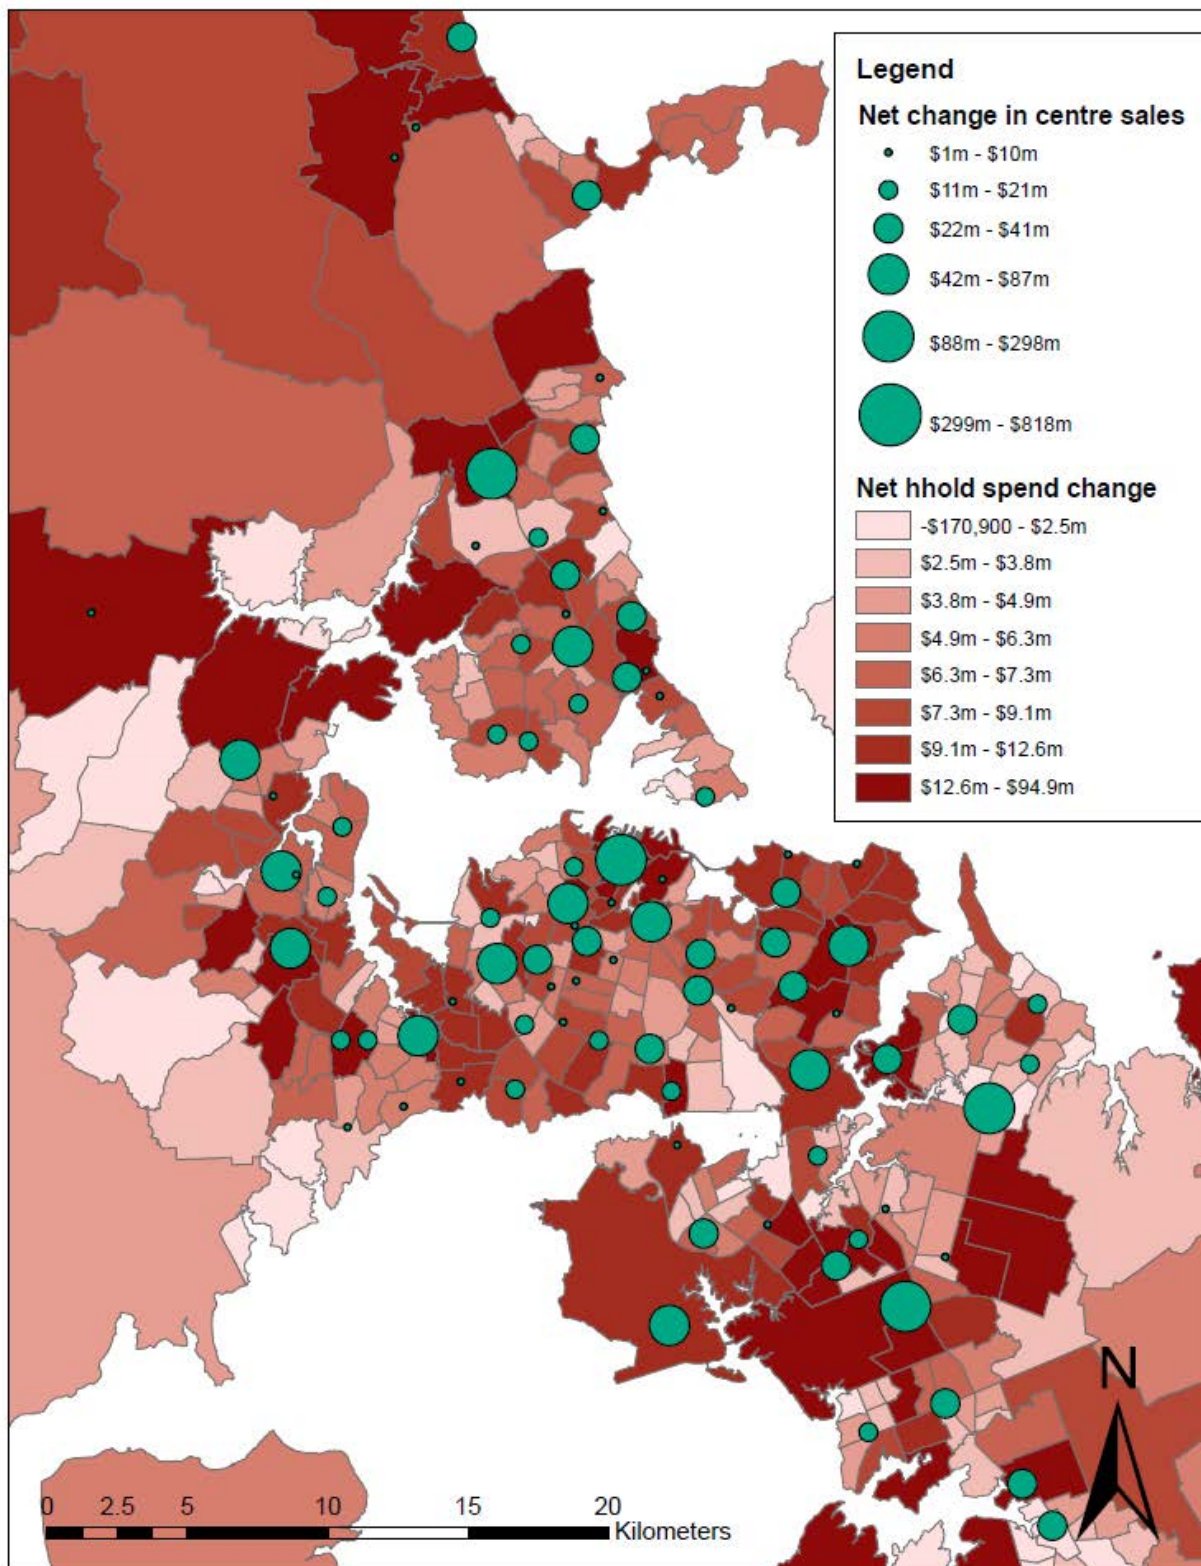 Legend
Net change in centre sales
$1m - $10m
$11m - $21m
$22m - $41m
$42m - $87m
$88m - $298m
$299m - $818m
Net hhold spend change
-$170,900 - $2.5m
$2.5m - $3.8m
$3.8m - $4.9m
$4.9m - $6.3m
$6.3m - $7.3m
$7.3m - $9.1m
$9.1m - $12.6m
$12.6m - $94.9m
N
0 2.5 5 10 15 20
Kilometers